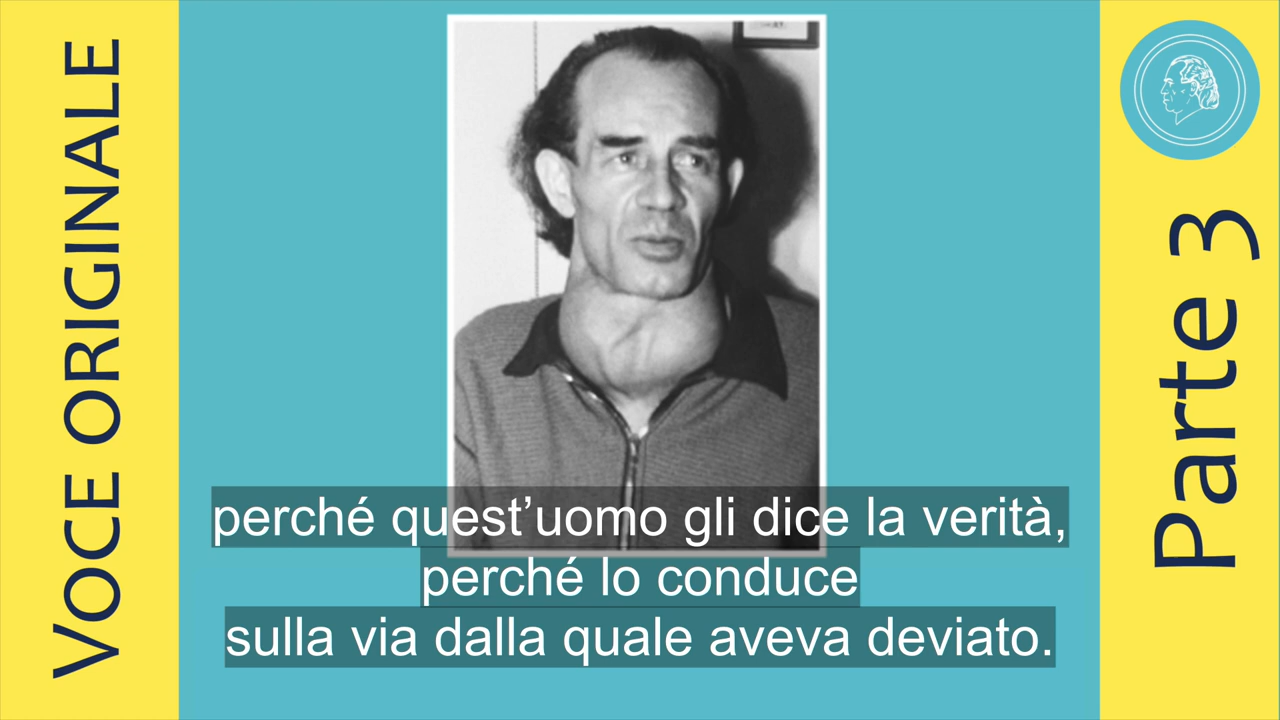 VOCE ORIGINALE
Parte 3
perché quest’uomo gli dice la verità,
perché lo conduce
sulla via dalla quale aveva deviato.